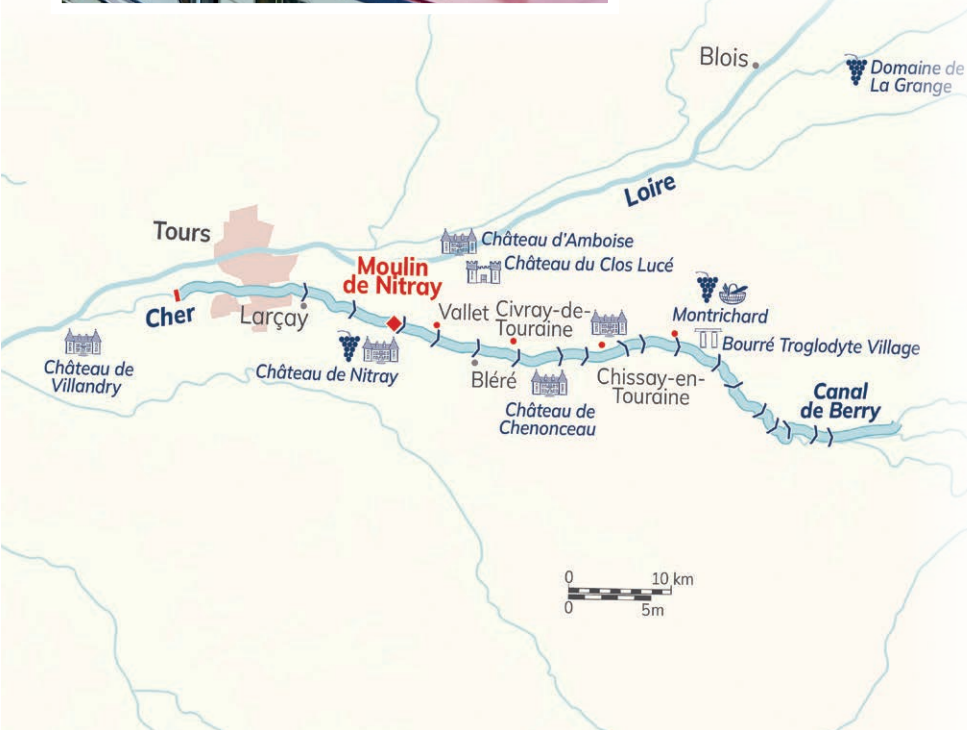 Blois
Domaine de
La Grange
Loire
Tours
Château d'Amboise
Château du Clos Lucé
Moulin
de Nitray
Cher
Larçay
Vallet
Civray-de-
Touraine
Montrichard
Bourré Troglodyte Village
Château de
Villandry
Château de Nitray
Bléré
Château de
Chenonceau
Chissay-en-
Touraine
Canal
de Berry
0 10 km
0 5m